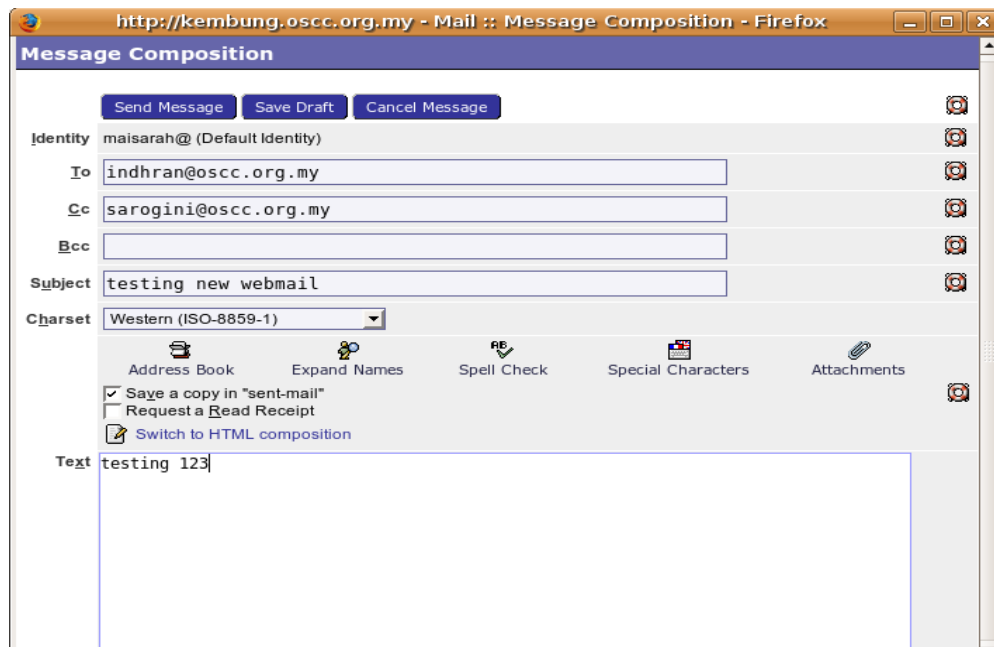 http://kembung.oscc.org.my - Mail :: Message Composition - Firefox
Message Composition
Send Message Save Draft Cancel Message
Identity maisarah@ (Default Identity)
To indhran@oscc.org.my
Cc sarogini@oscc.org.my
Bcc
Subject testing new webmail
Charset Western (ISO-8859-1)
Address Book Expand Names Spell Check Special Characters Attachments
Save a copy in "sent-mail"
Request a Read Receipt
Switch to HTML composition
Text testing 123